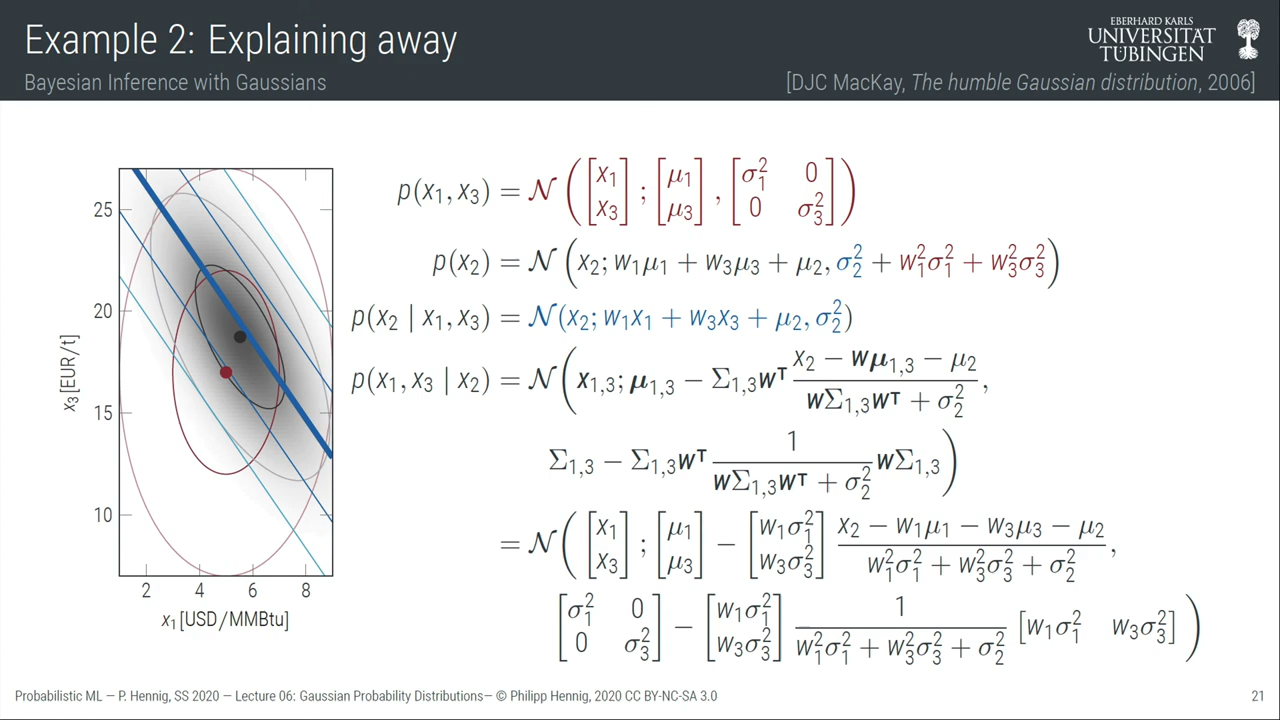 Example 2: Explaining away
Bayesian Inference with Gaussians
[DJC MacKay, The humble Gaussian distribution, 2006]
EBERHARD KARLS
UNIVERSITÄT
TÜBINGEN
25
20
15
10
x₃[EUR/t]
2 4 6 8
x₁[USD/MMBtu]
p(x₁, x₃) = 𝒩 ([x₁ x₃] ; [μ₁ μ₃] , [σ₁² 0 0 σ₃²])
p(x₂) = 𝒩 (x₂; w₁μ₁ + w₃μ₃ + μ₂, σ₂² + w₁²σ₁² + w₃²σ₃²)
p(x₂ | x₁, x₃) = 𝒩(x₂; w₁x₁ + w₃x₃ + μ₂, σ₂²)
p(x₁, x₃ | x₂) = 𝒩 (x₁,₃; μ₁,₃ − Σ₁,₃wᵀ (x₂ − wμ₁,₃ − μ₂)/(wΣ₁,₃wᵀ + σ₂²),
Σ₁,₃ − Σ₁,₃wᵀ 1/(wΣ₁,₃wᵀ + σ₂²) wΣ₁,₃)
= 𝒩 ([x₁ x₃] ; [μ₁ μ₃] − [w₁σ₁² w₃σ₃²] (x₂ − w₁μ₁ − w₃μ₃ − μ₂)/(w₁²σ₁² + w₃²σ₃² + σ₂²),
[σ₁² 0 0 σ₃²] − [w₁σ₁² w₃σ₃²] 1/(w₁²σ₁² + w₃²σ₃² + σ₂²) [w₁σ₁² w₃σ₃²])
Probabilistic ML — P. Hennig, SS 2020 — Lecture 06: Gaussian Probability Distributions— © Philipp Hennig, 2020 CC BY-NC-SA 3.0
21